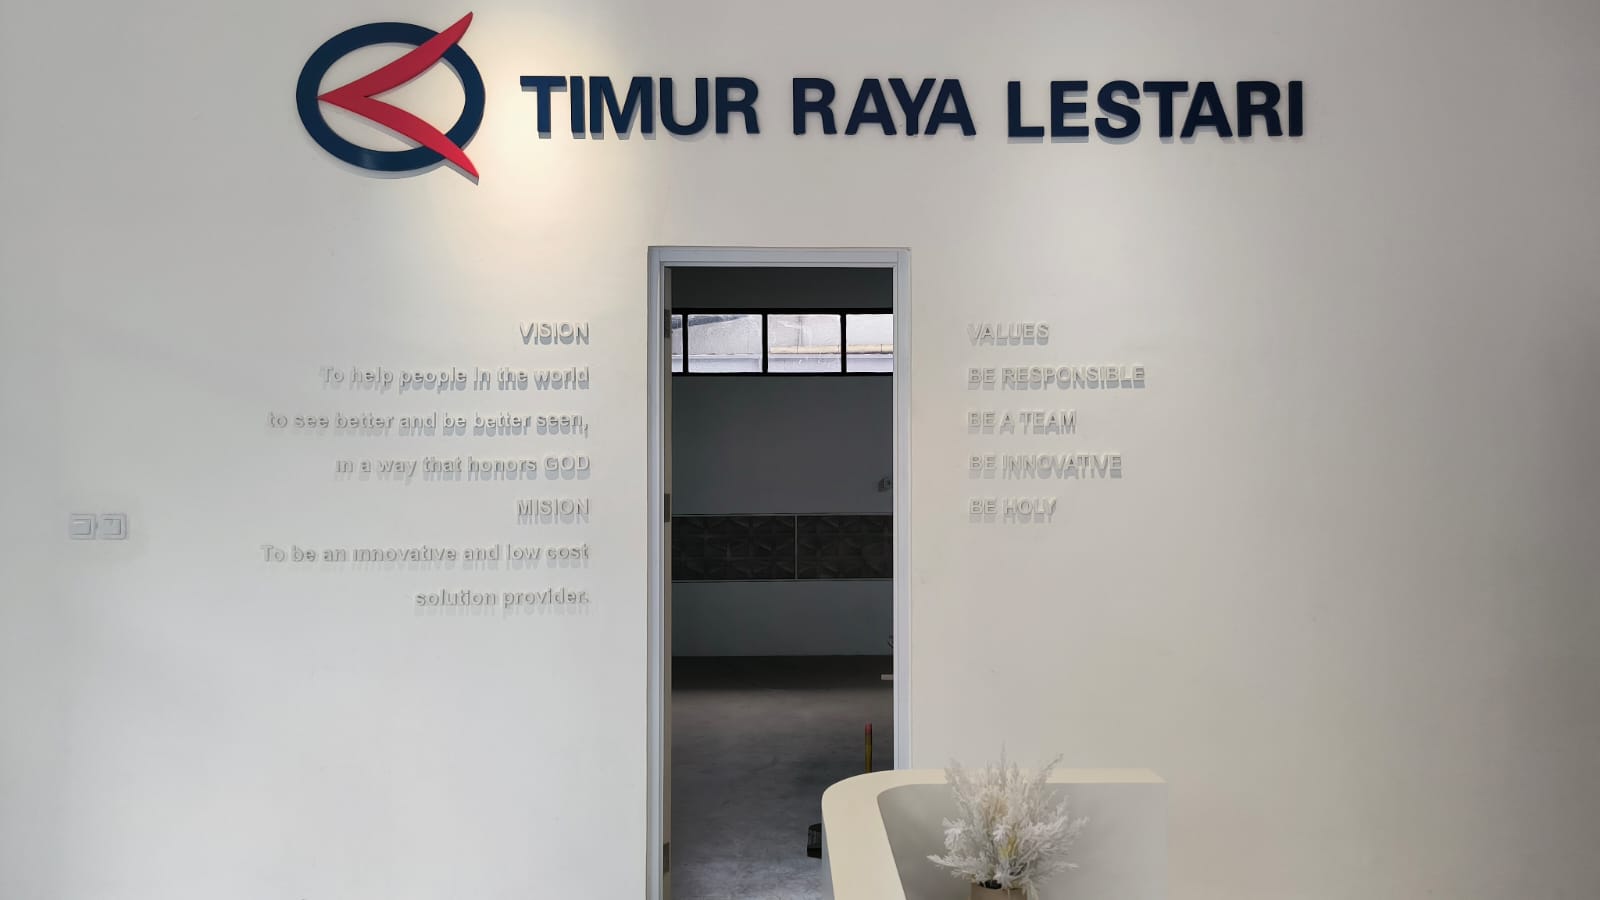 TIMUR RAYA LESTARI
VISION
To help people in the world
to see better and be better seen,
in a way that honors GOD
MISION
To be an innovative and low cost
solution provider.
VALUES
BE RESPONSIBLE
BE A TEAM
BE INNOVATIVE
BE HOLY